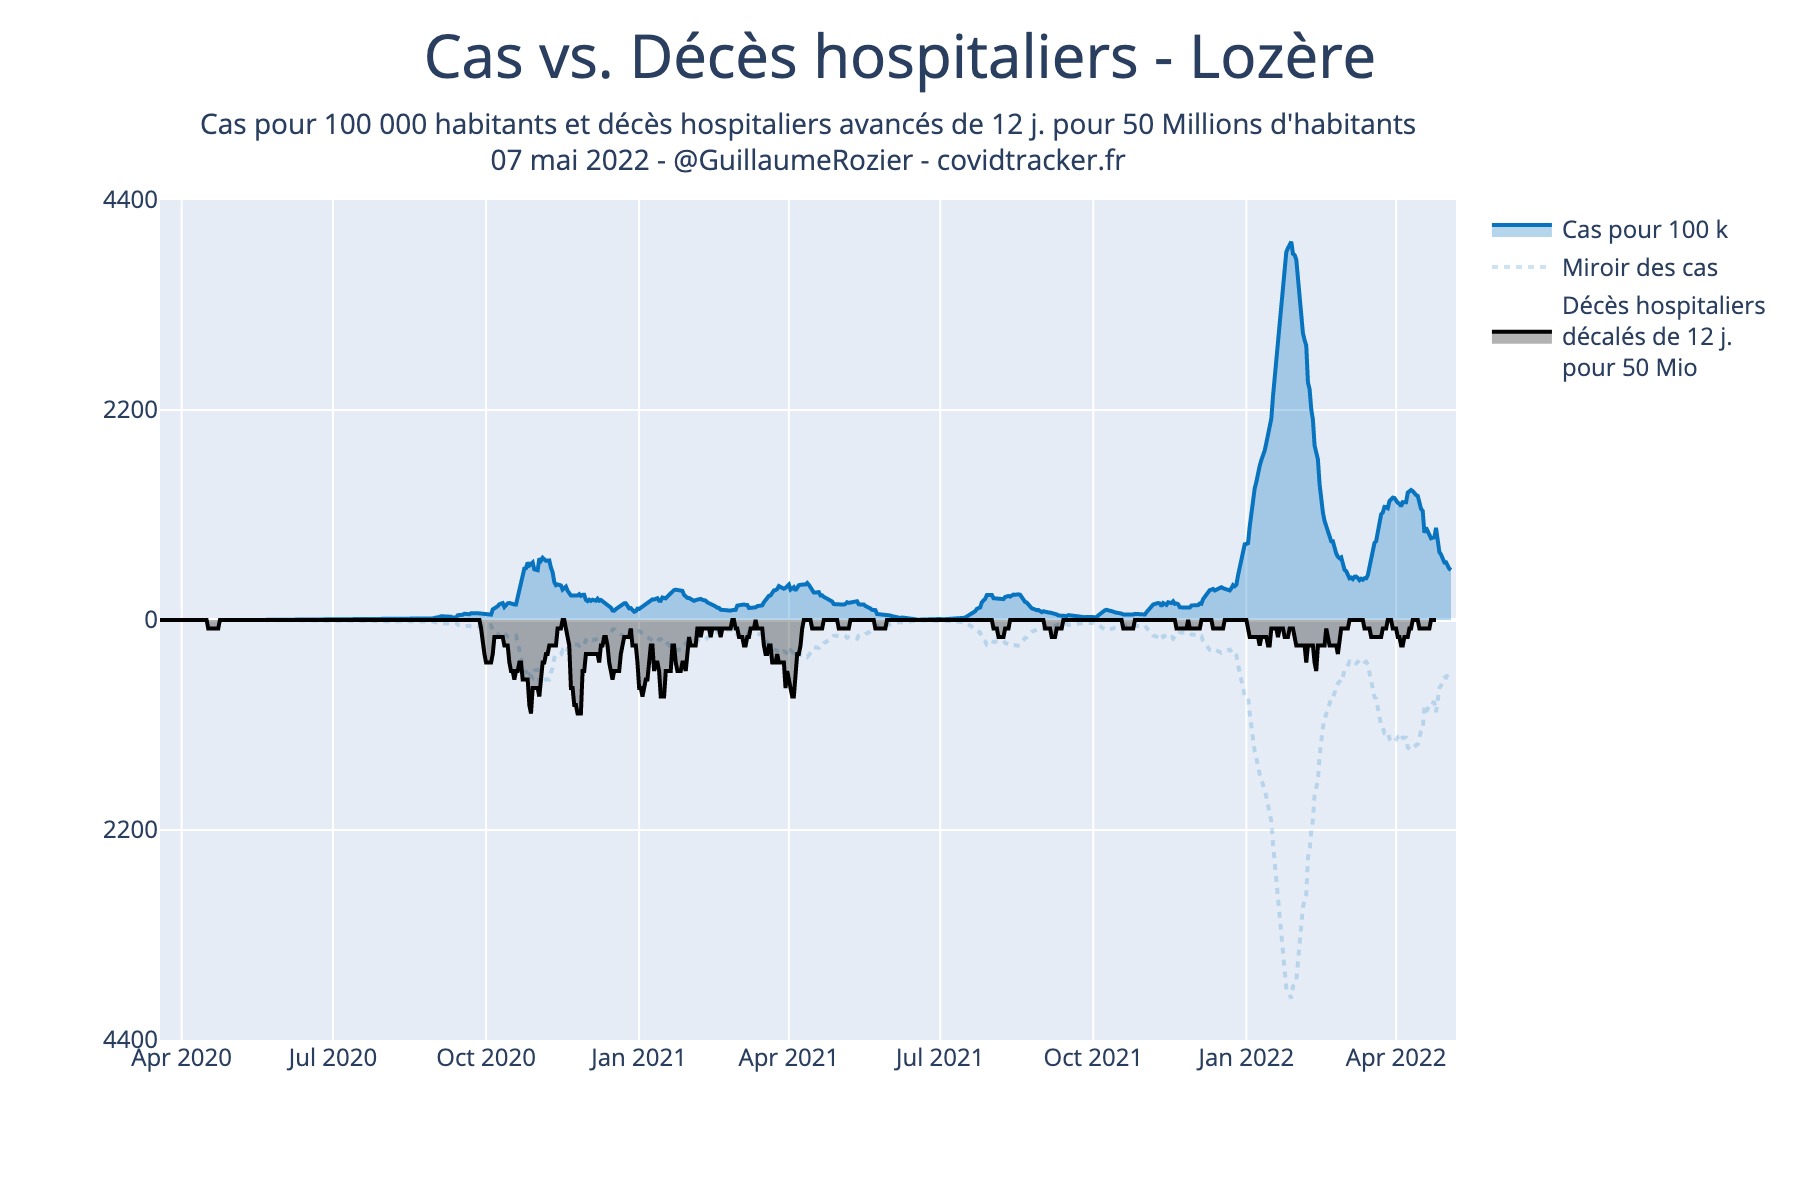 Cas vs. Décès hospitaliers - Lozère
Cas pour 100 000 habitants et décès hospitaliers avancés de 12 j. pour 50 Millions d'habitants
07 mai 2022 - @GuillaumeRozier - covidtracker.fr
4400
2200
0
2200
4400
Apr 2020
Jul 2020
Oct 2020
Jan 2021
Apr 2021
Jul 2021
Oct 2021
Jan 2022
Apr 2022
Cas pour 100 k
Miroir des cas
Décès hospitaliers
décalés de 12 j.
pour 50 Mio